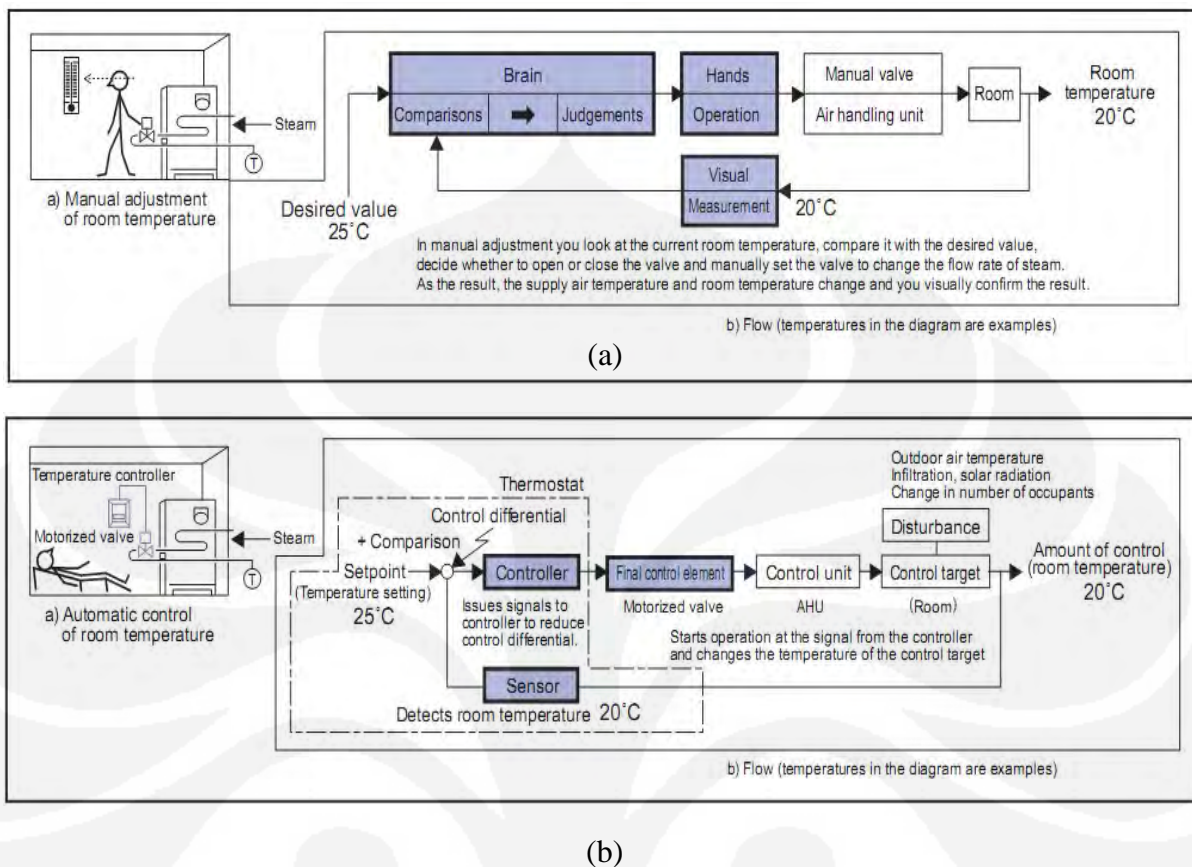 Steam
T
a) Manual adjustment
of room temperature
Brain
Comparisons
Judgements
Hands
Operation
Manual valve
Air handling unit
Room
Room
temperature
20˚C
Visual
Measurement
20˚C
Desired value
25˚C
In manual adjustment you look at the current room temperature, compare it with the desired value,
decide whether to open or close the valve and manually set the valve to change the flow rate of steam.
As the result, the supply air temperature and room temperature change and you visually confirm the result.
b) Flow (temperatures in the diagram are examples)
(a)
Temperature controller
Motorized valve
Steam
T
a) Automatic control
of room temperature
Thermostat
Control differential
+ Comparison
Setpoint
(Temperature setting)
25˚C
Controller
Issues signals to
controller to reduce
control differential.
Final control element
Motorized valve
Control unit
AHU
Outdoor air temperature
Infiltration, solar radiation
Change in number of occupants
Disturbance
Control target
(Room)
Amount of control
(room temperature)
20˚C
Starts operation at the signal from the controller
and changes the temperature of the control target
Sensor
Detects room temperature 20˚C
b) Flow (temperatures in the diagram are examples)
(b)